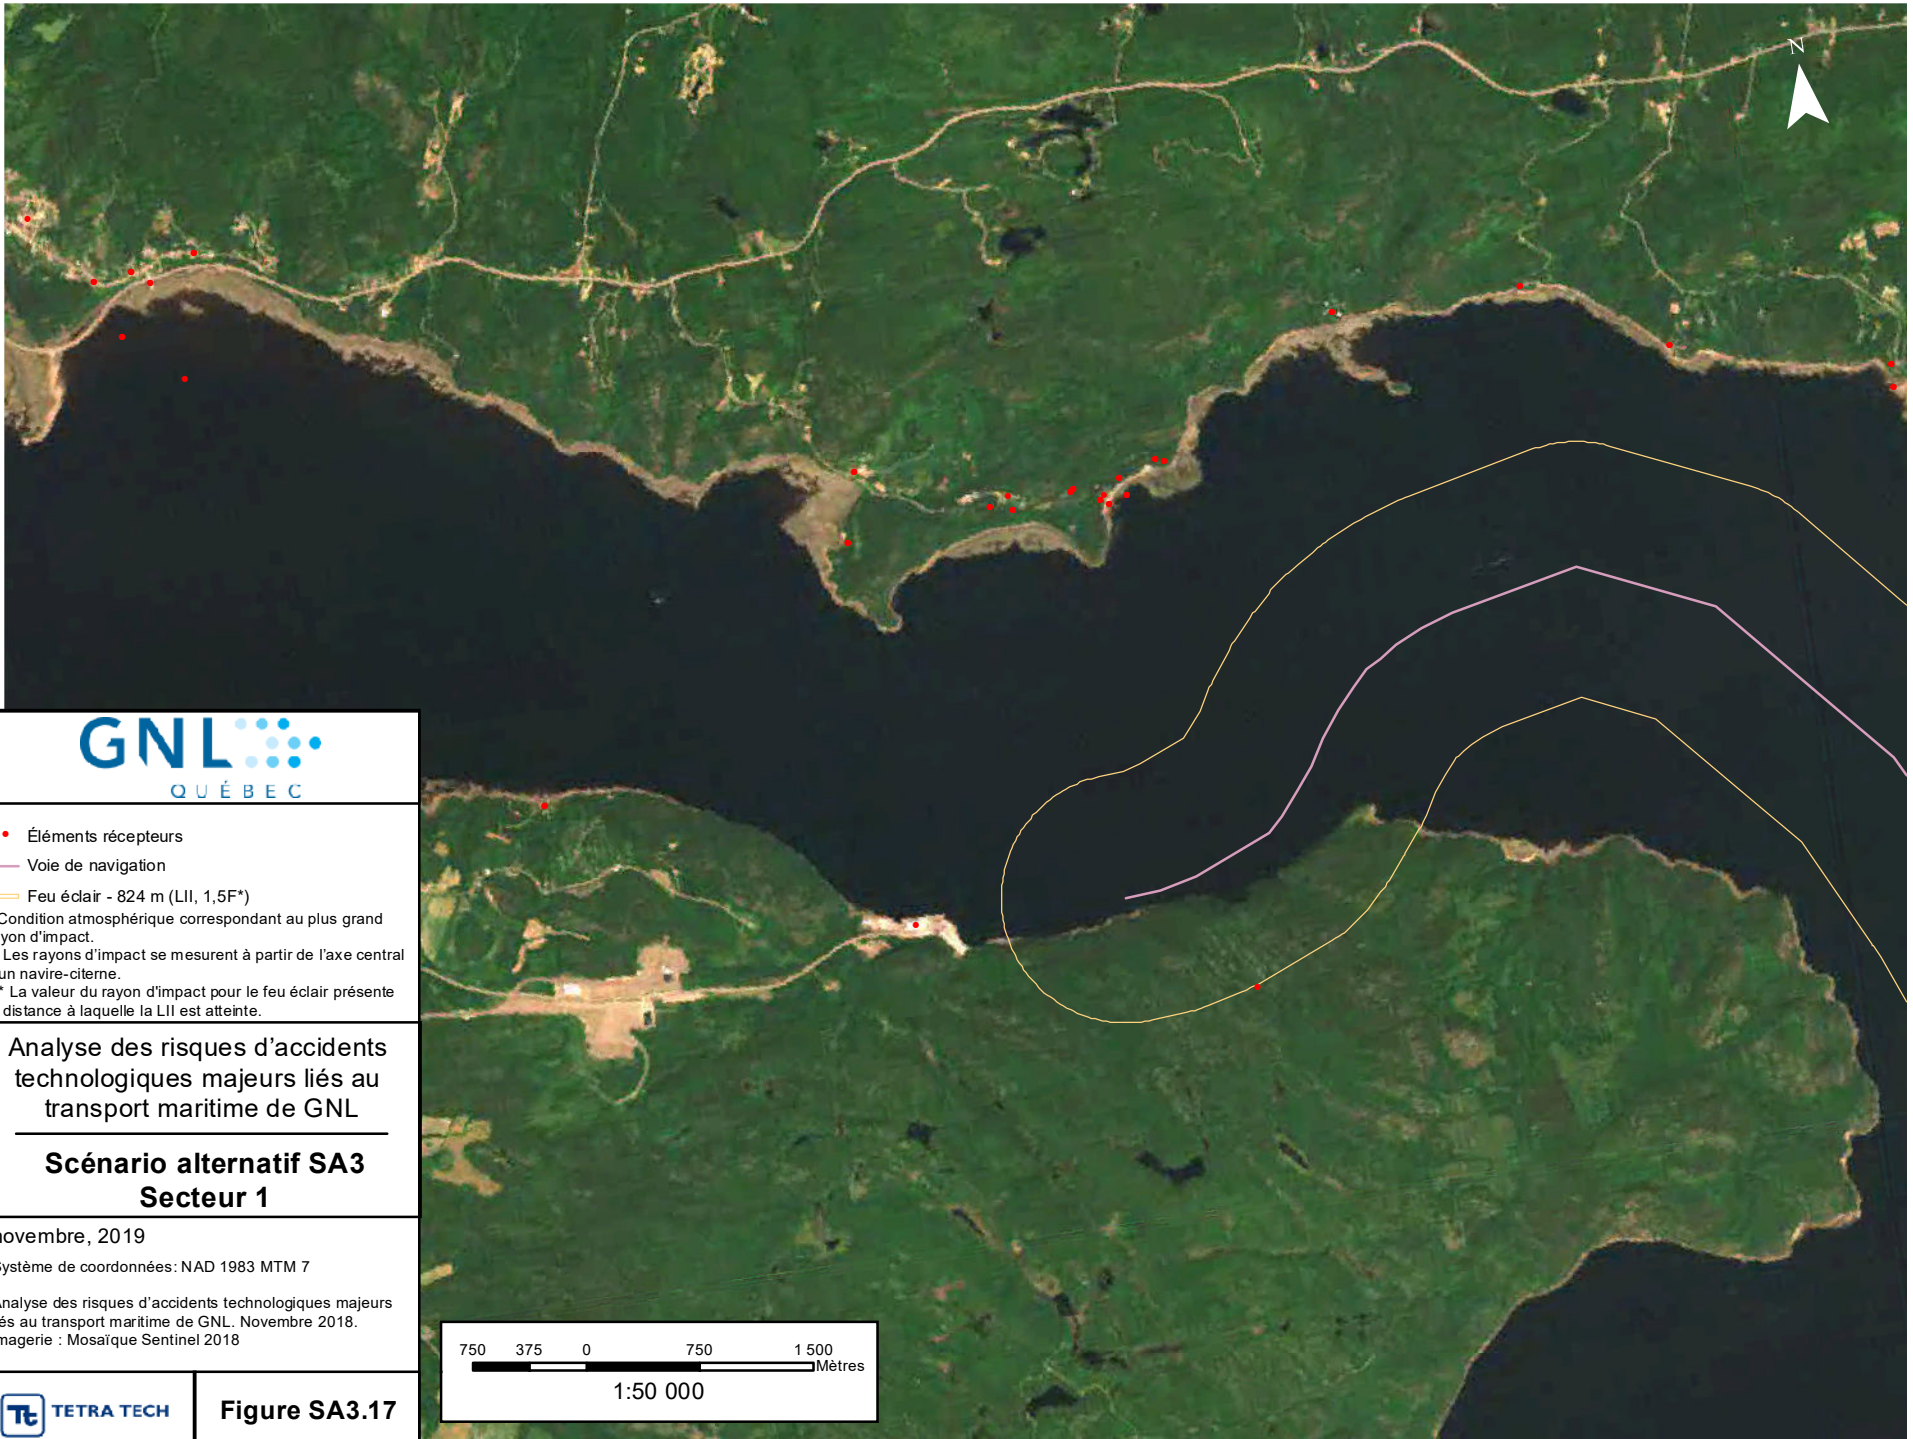 N
GNL
QUÉBEC
Éléments récepteurs
Voie de navigation
Feu éclair - 824 m (LII, 1,5F*)
Condition atmosphérique correspondant au plus grand
yon d'impact.
Les rayons d'impact se mesurent à partir de l'axe central
un navire-citerne.
* La valeur du rayon d'impact pour le feu éclair présente
distance à laquelle la LII est atteinte.
Analyse des risques d'accidents
technologiques majeurs liés au
transport maritime de GNL
Scénario alternatif SA3
Secteur 1
novembre, 2019
Système de coordonnées: NAD 1983 MTM 7
Analyse des risques d'accidents technologiques majeurs
és au transport maritime de GNL. Novembre 2018.
magerie : Mosaïque Sentinel 2018
Tt TETRA TECH
Figure SA3.17
750 375 0 750 1 500
Mètres
1:50 000